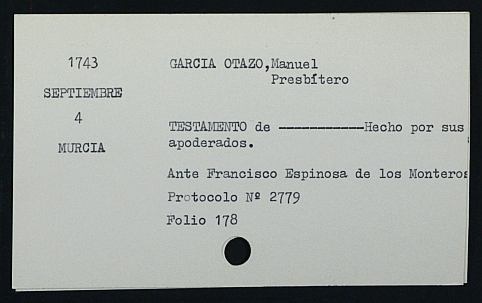 1743
SEPTIEMBRE
4
MURCIA
GARCIA OTAZO,Manuel
Presbítero
TESTAMENTO de -----------Hecho por sus
apoderados.
Ante Francisco Espinosa de los Monteros
Protocolo Nº 2779
Folio 178